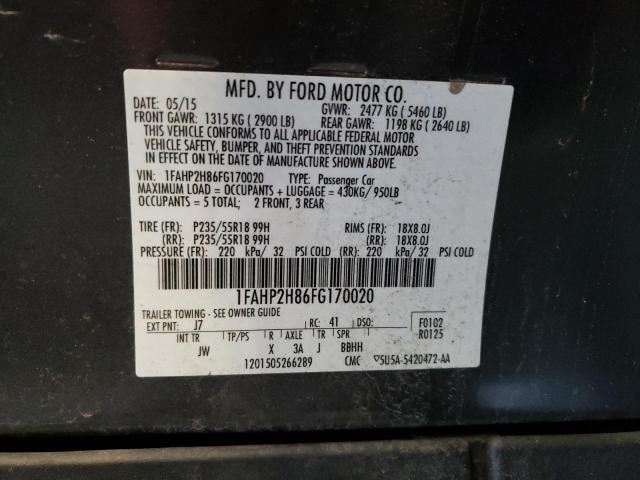 MFD. BY FORD MOTOR CO.
DATE: 05/15 GVWR: 2477 KG ( 5460 LB)
FRONT GAWR: 1315 KG ( 2900 LB) REAR GAWR: 1198 KG ( 2640 LB)
THIS VEHICLE CONFORMS TO ALL APPLICABLE FEDERAL MOTOR
VEHICLE SAFETY, BUMPER, AND THEFT PREVENTION STANDARDS
IN EFFECT ON THE DATE OF MANUFACTURE SHOWN ABOVE.
VIN: 1FAHP2H86FG170020 TYPE: Passenger Car
MAXIMUM LOAD = OCCUPANTS + LUGGAGE = 430KG/ 950LB
OCCUPANTS = 5 TOTAL; 2 FRONT, 3 REAR
TIRE (FR): P235/55R18 99H RIMS (FR): 18X8.0J
(RR): P235/55R18 99H (RR): 18X8.0J
PRESSURE (FR): 220 kPa/ 32 PSI COLD (RR): 220 kPa/ 32 PSI COLD
1FAHP2H86FG170020
TRAILER TOWING - SEE OWNER GUIDE
EXT PNT: J7 RC: 41 F0102
INT TR TP/PS R AXLE TR SPR R0125
JW X 3A J BBHH
1201505266289 CMC ▽5U5A-5420472-AA